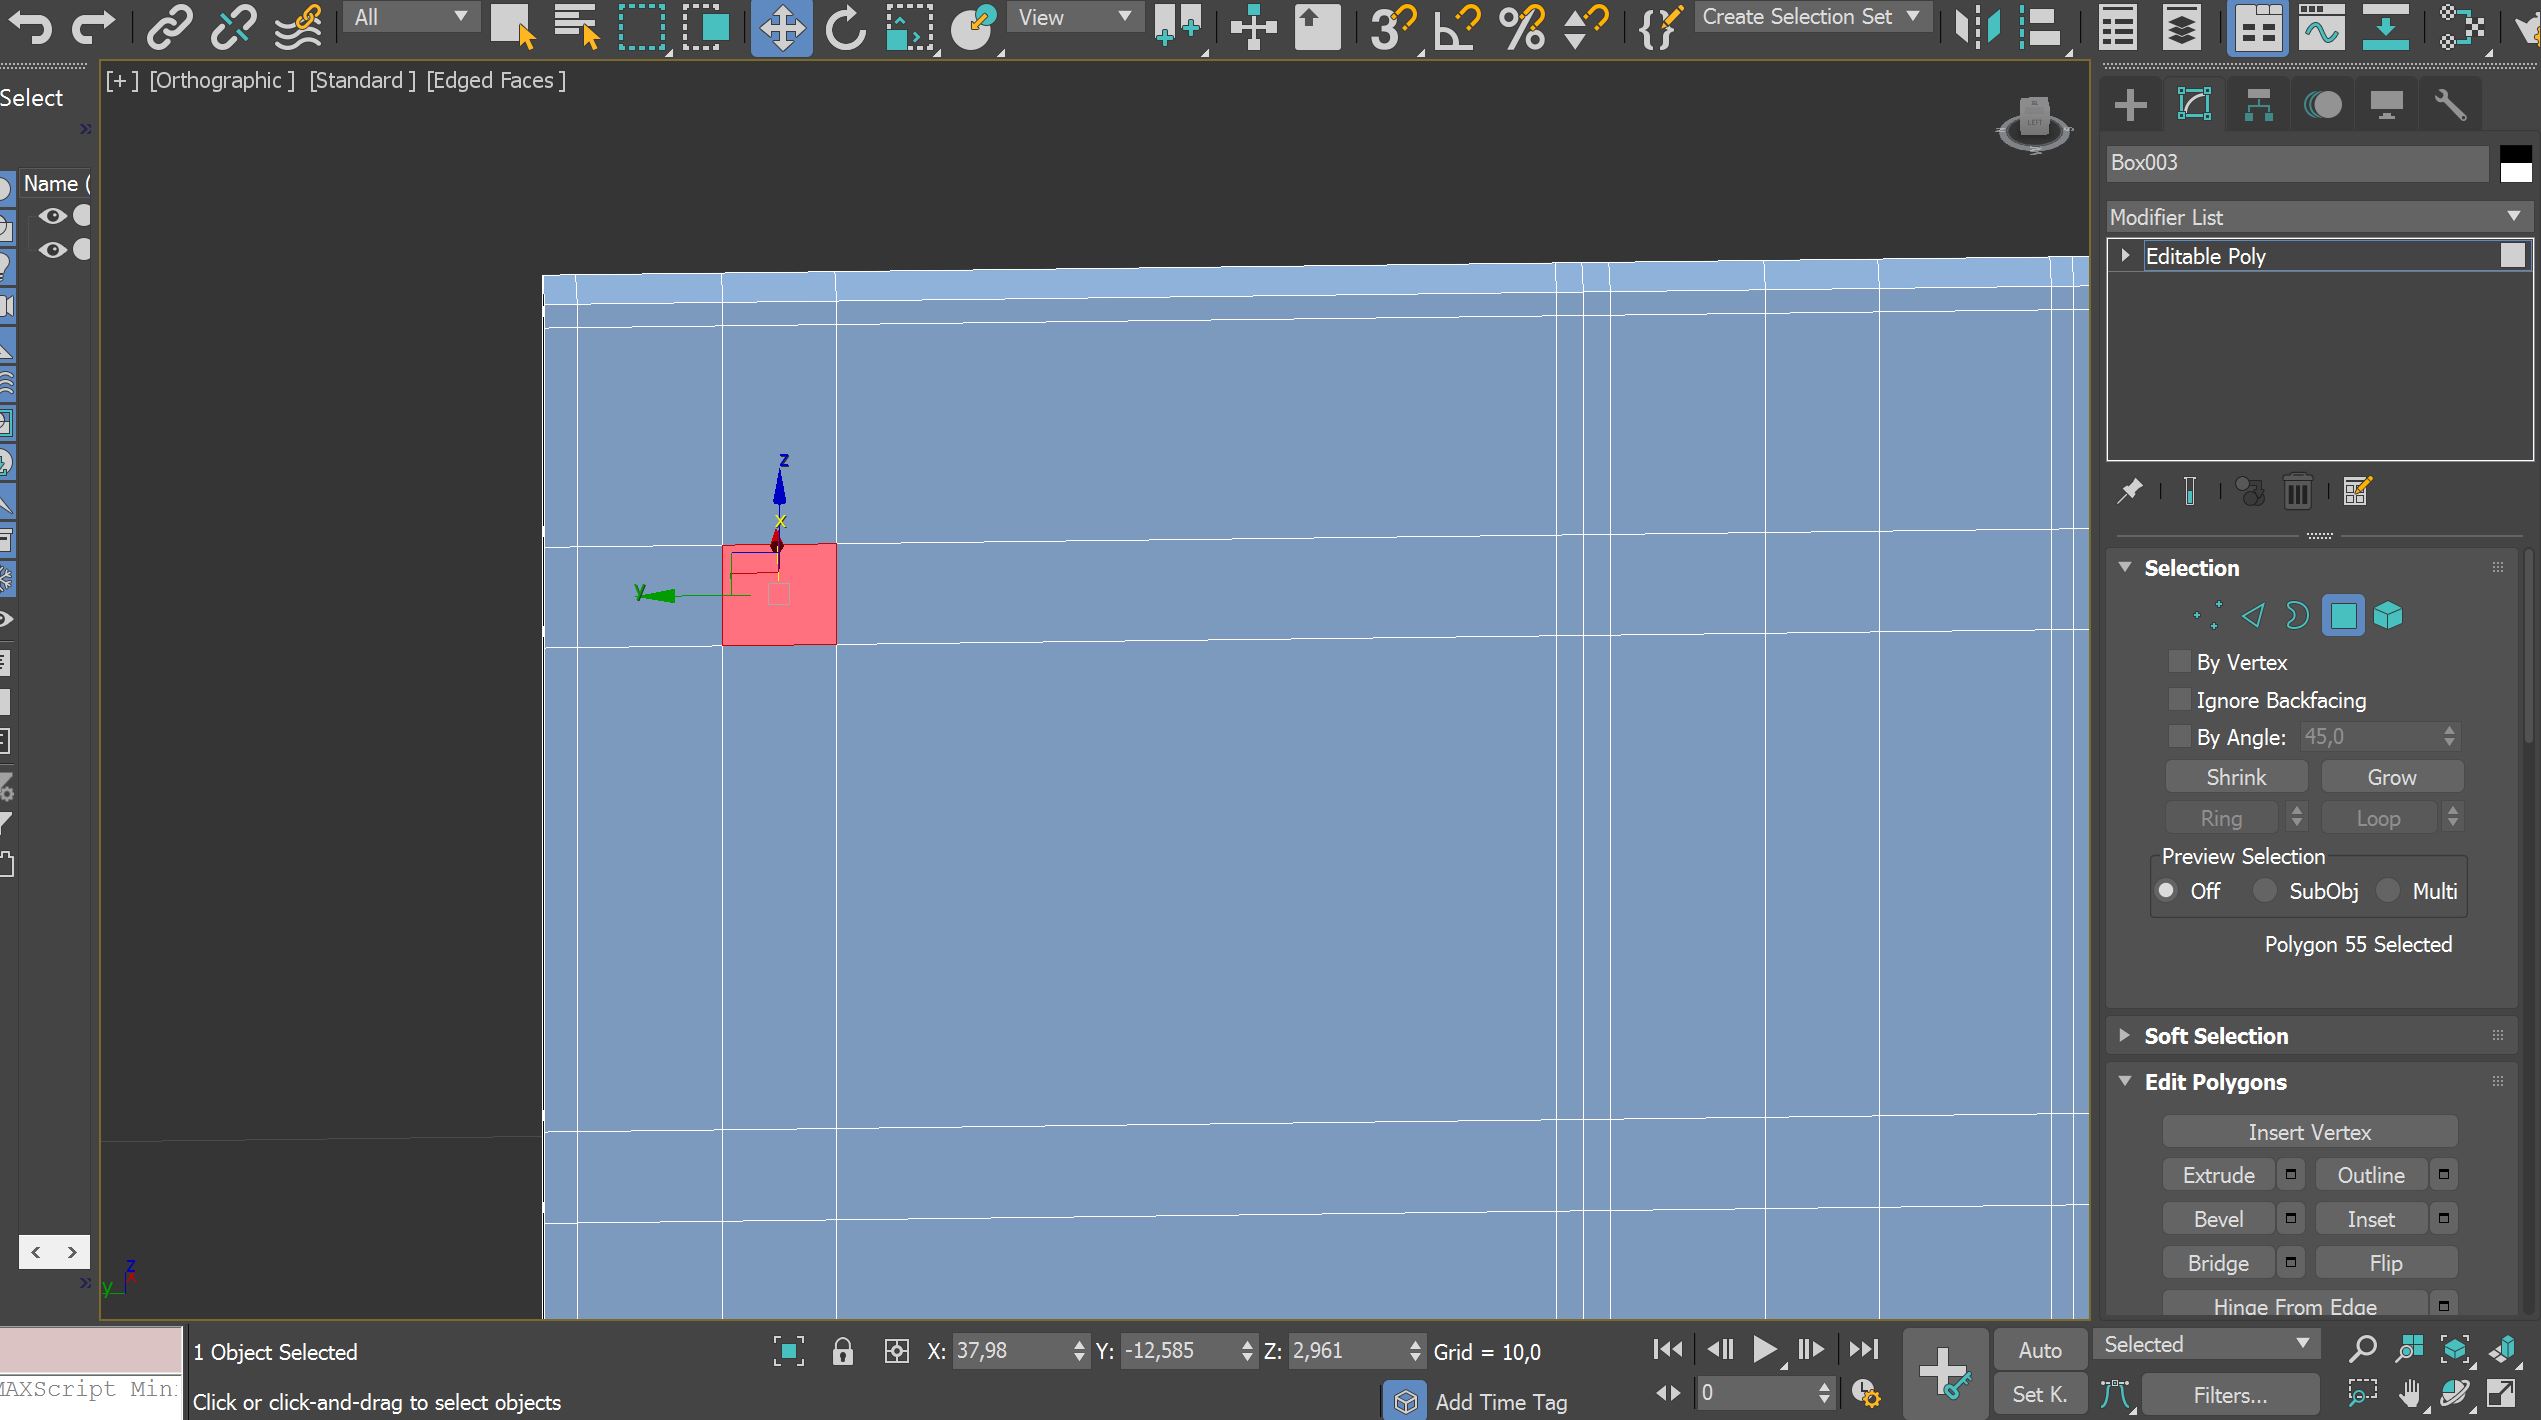 All
View
3
Create Selection Set
Select
[+] [Orthographic] [Standard] [Edged Faces]
LEFT
Name (
Box003
Modifier List
Editable Poly
z
x
y
Selection
By Vertex
Ignore Backfacing
By Angle: 45,0
Shrink Grow
Ring Loop
Preview Selection
Off SubObj Multi
Polygon 55 Selected
Soft Selection
Edit Polygons
Insert Vertex
Extrude Outline
Bevel Inset
Bridge Flip
Hinge From Edge
z
x
y
1 Object Selected
X: 37,98 Y: -12,585 Z: 2,961 Grid = 10,0
Auto Selected
MAXScript Mini
Click or click-and-drag to select objects
Add Time Tag
0
Set K. Filters...